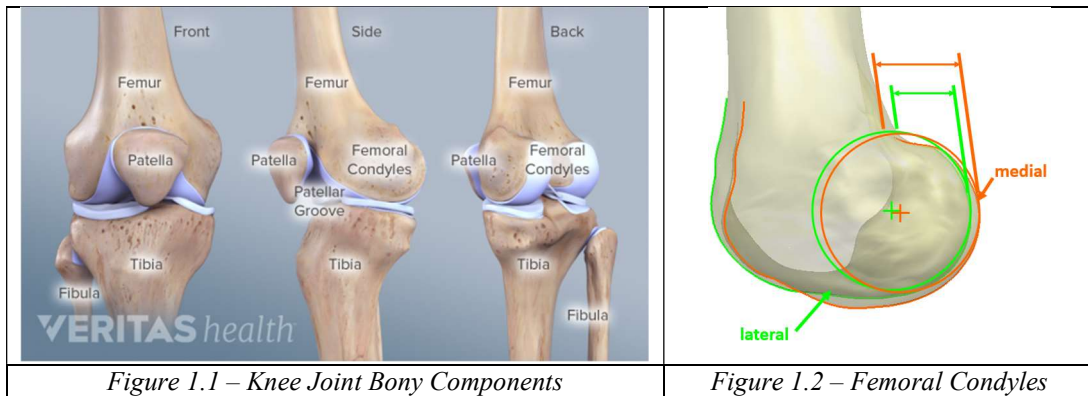 Front
Side
Back
Femur
Femur
Femur
Patella
Patella
Femoral
Condyles
Patella
Femoral
Condyles
Patellar
Groove
Tibia
Tibia
Tibia
Fibula
Fibula
VERITAS health
medial
lateral
Figure 1.1 – Knee Joint Bony Components
Figure 1.2 – Femoral Condyles